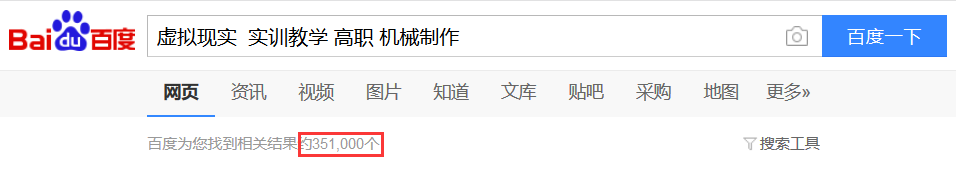 Bai du 百度 虚拟现实 实训教学 高职 机械制作 百度一下
网页 资讯 视频 图片 知道 文库 贴吧 采购 地图 更多»
百度为您找到相关结果约351,000个 搜索工具